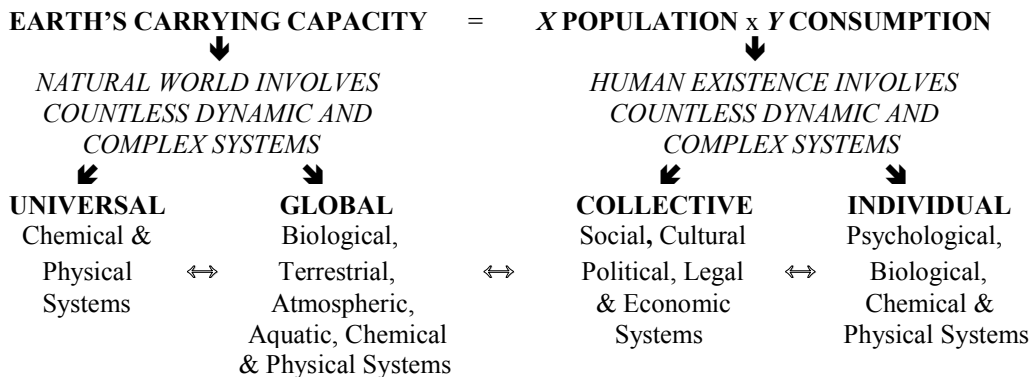 EARTH'S CARRYING CAPACITY = X POPULATION x Y CONSUMPTION
NATURAL WORLD INVOLVES
COUNTLESS DYNAMIC AND
COMPLEX SYSTEMS
HUMAN EXISTENCE INVOLVES
COUNTLESS DYNAMIC AND
COMPLEX SYSTEMS
UNIVERSAL
Chemical &
Physical
Systems
GLOBAL
Biological,
Terrestrial,
Atmospheric,
Aquatic, Chemical
& Physical Systems
COLLECTIVE
Social, Cultural
Political, Legal
& Economic
Systems
INDIVIDUAL
Psychological,
Biological,
Chemical &
Physical Systems